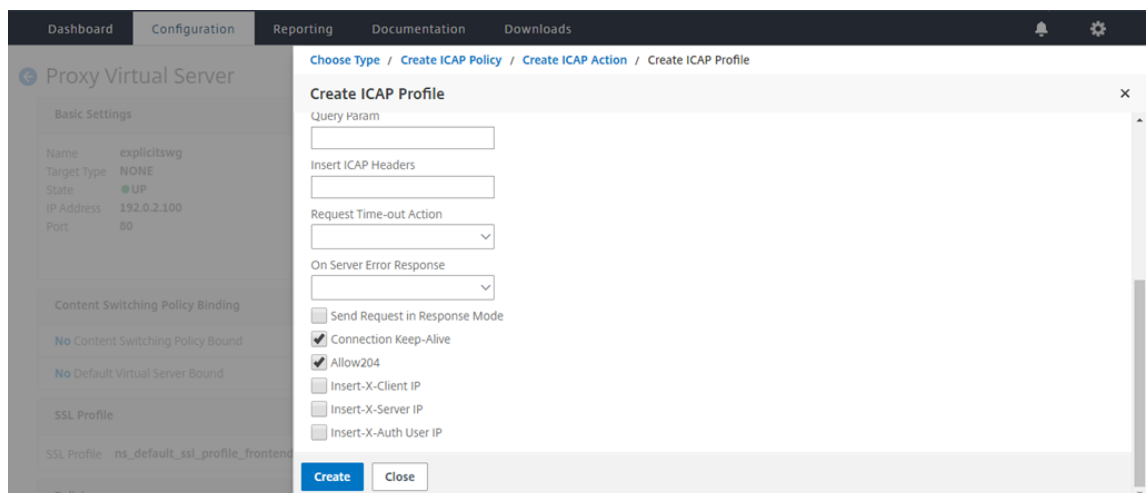 Dashboard Configuration Reporting Documentation Downloads
Proxy Virtual Server
Basic Settings
Name explicitswg
Target Type NONE
State UP
IP Address 192.0.2.100
Port 80
Content Switching Policy Binding
No Content Switching Policy Bound
No Default Virtual Server Bound
SSL Profile
SSL Profile ns_default_ssl_profile_frontend
Choose Type / Create ICAP Policy / Create ICAP Action / Create ICAP Profile
Create ICAP Profile
Query Param
Insert ICAP Headers
Request Time-out Action
On Server Error Response
Send Request in Response Mode
Connection Keep-Alive
Allow204
Insert-X-Client IP
Insert-X-Server IP
Insert-X-Auth User IP
Create Close